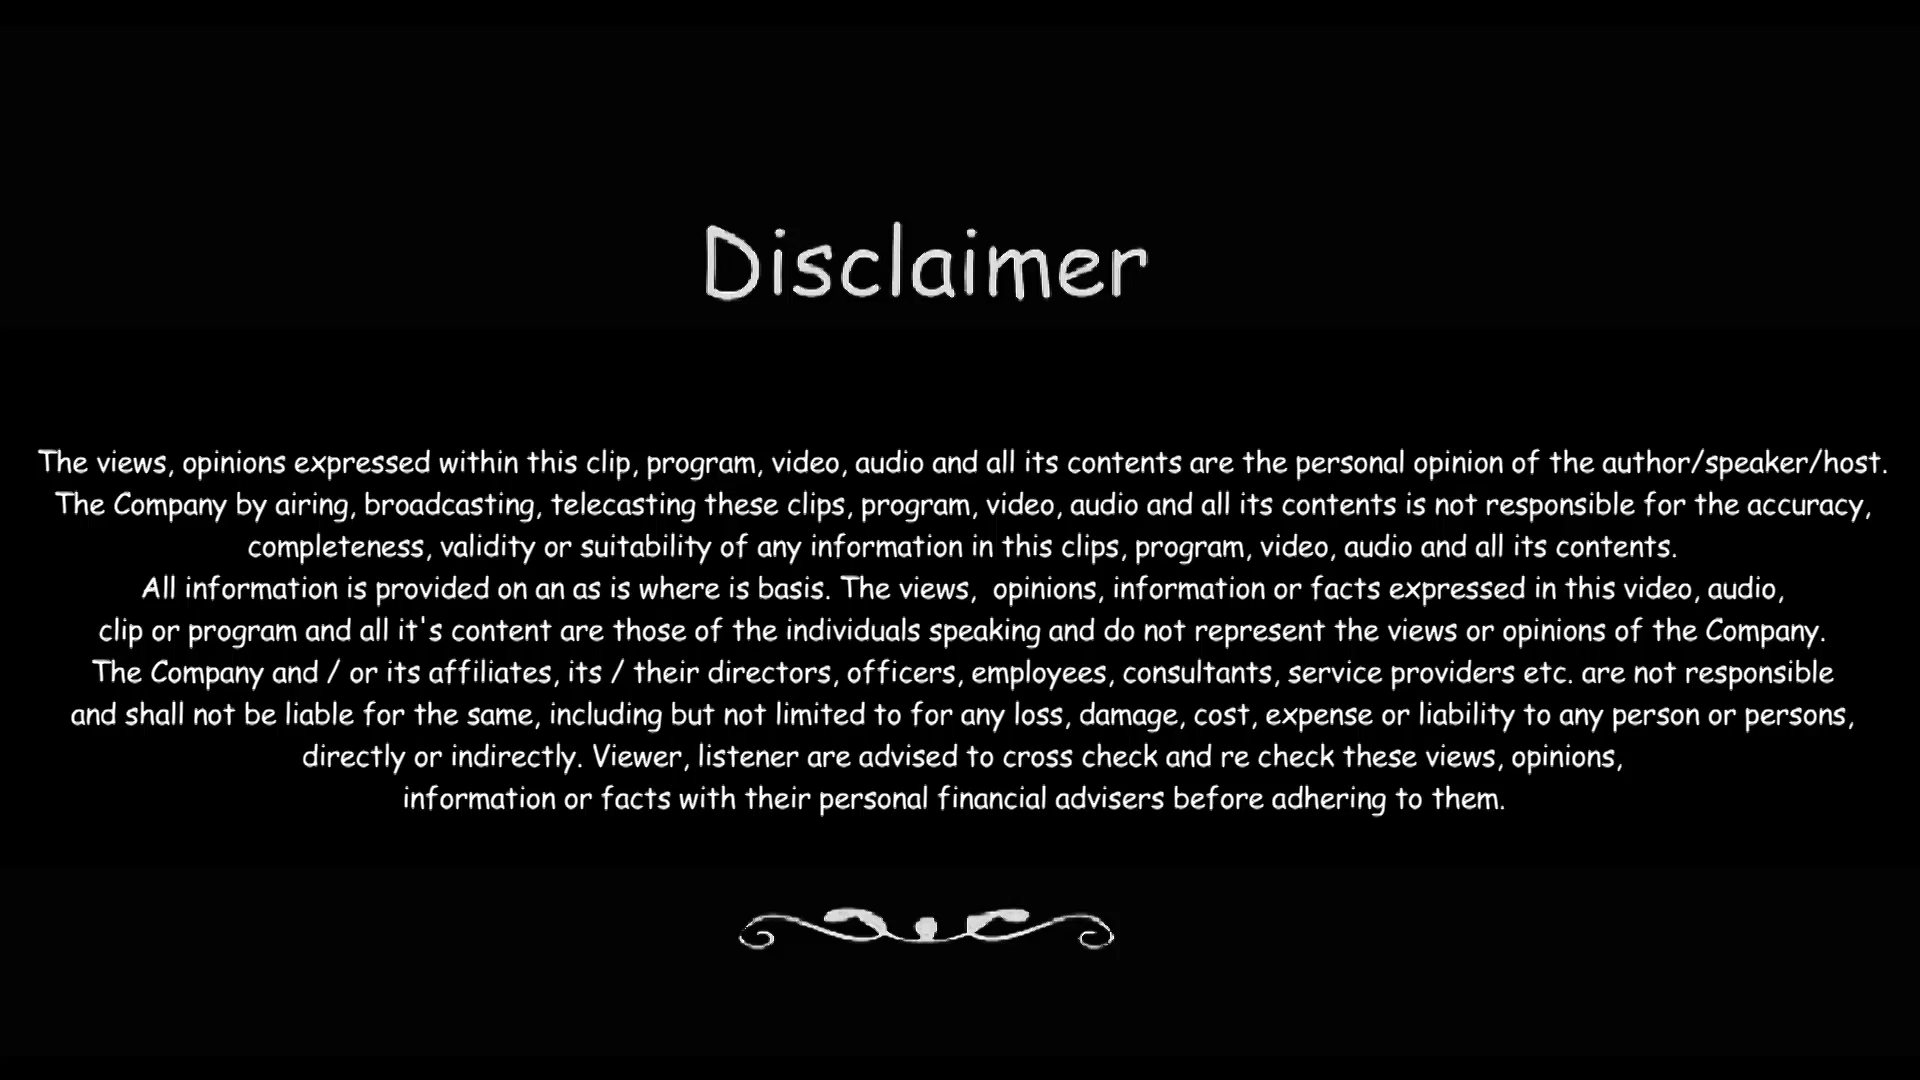 Disclaimer
The views, opinions expressed within this clip, program, video, audio and all its contents are the personal opinion of the author/speaker/host.
The Company by airing, broadcasting, telecasting these clips, program, video, audio and all its contents is not responsible for the accuracy,
completeness, validity or suitability of any information in this clips, program, video, audio and all its contents.
All information is provided on an as is where is basis. The views,  opinions, information or facts expressed in this video, audio,
clip or program and all it's content are those of the individuals speaking and do not represent the views or opinions of the Company.
The Company and / or its affiliates, its / their directors, officers, employees, consultants, service providers etc. are not responsible
and shall not be liable for the same, including but not limited to for any loss, damage, cost, expense or liability to any person or persons,
directly or indirectly. Viewer, listener are advised to cross check and re check these views, opinions,
information or facts with their personal financial advisers before adhering to them.